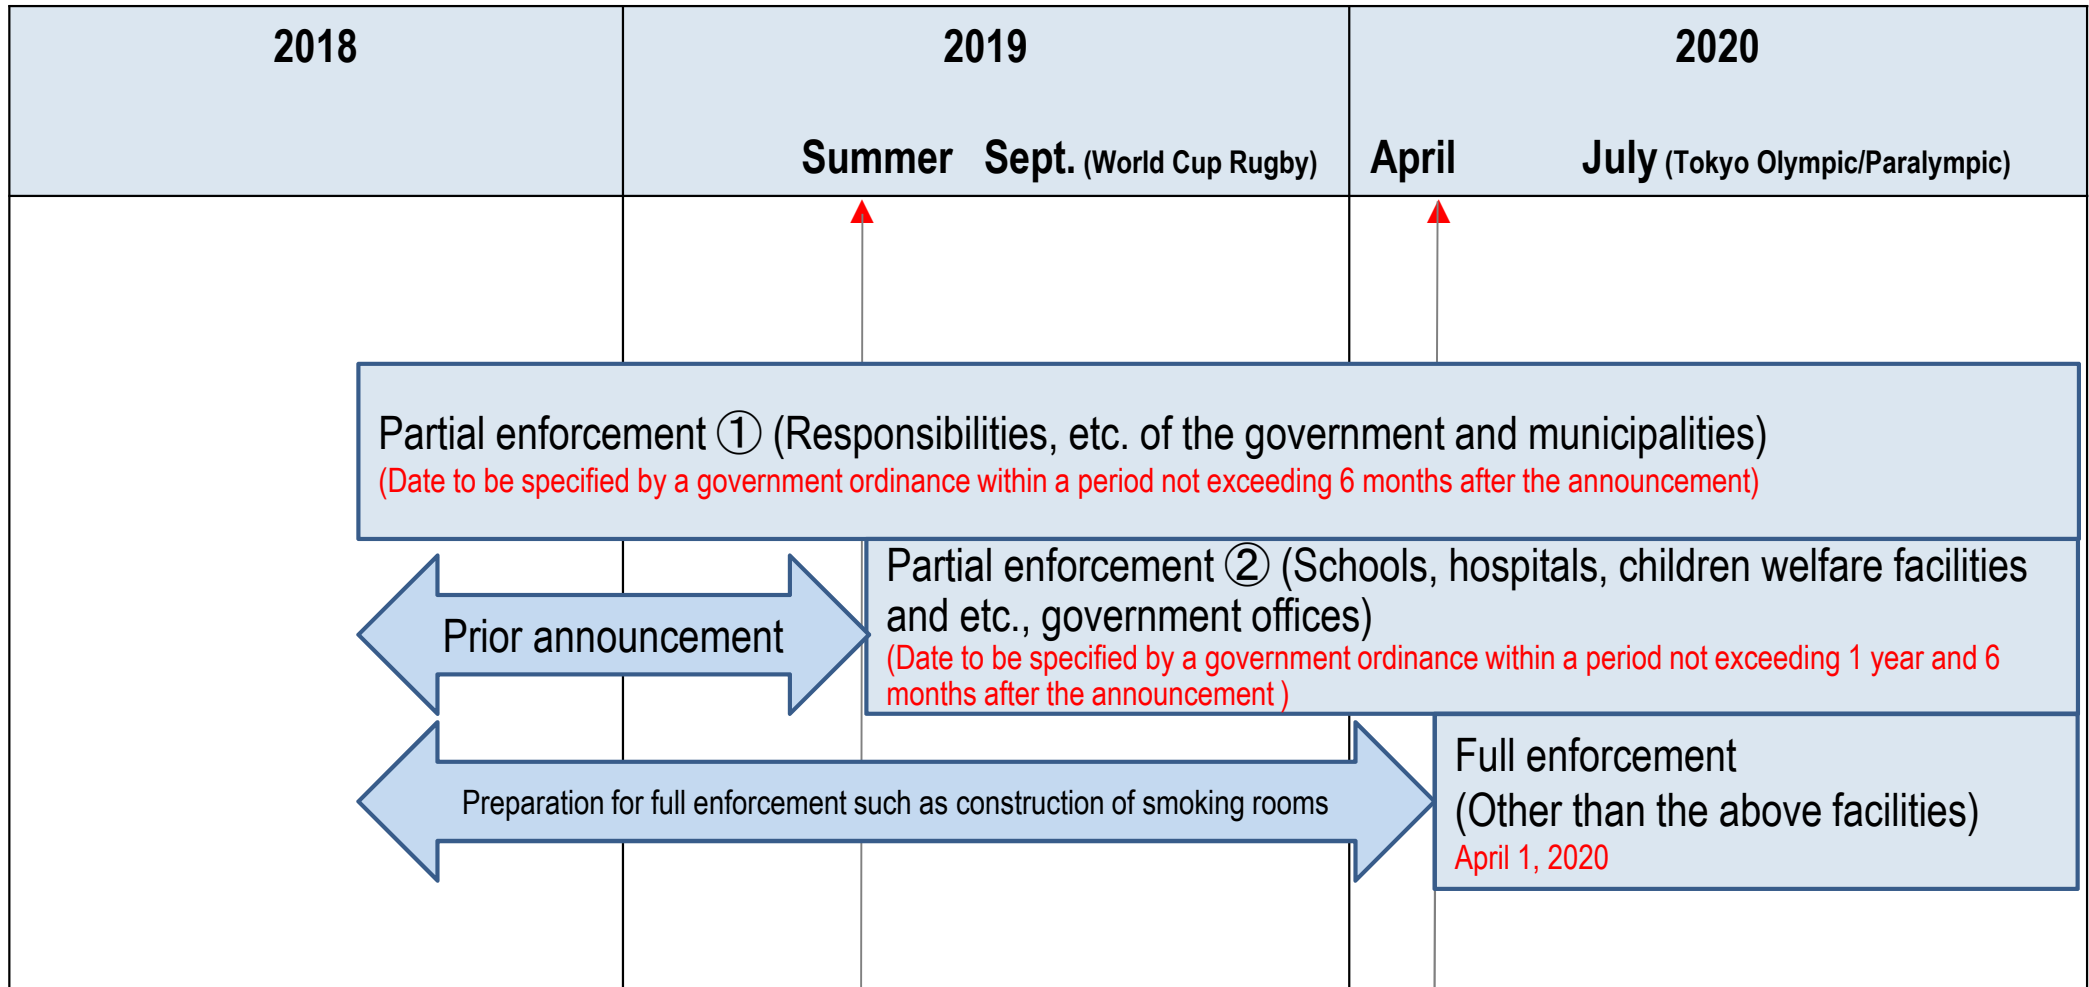 2018
2019
2020
Summer Sept. (World Cup Rugby)
April
July (Tokyo Olympic/Paralympic)
Partial enforcement ① (Responsibilities, etc. of the government and municipalities)
(Date to be specified by a government ordinance within a period not exceeding 6 months after the announcement)
Prior announcement
Partial enforcement ② (Schools, hospitals, children welfare facilities
and etc., government offices)
(Date to be specified by a government ordinance within a period not exceeding 1 year and 6
months after the announcement )
Preparation for full enforcement such as construction of smoking rooms
Full enforcement
(Other than the above facilities)
April 1, 2020